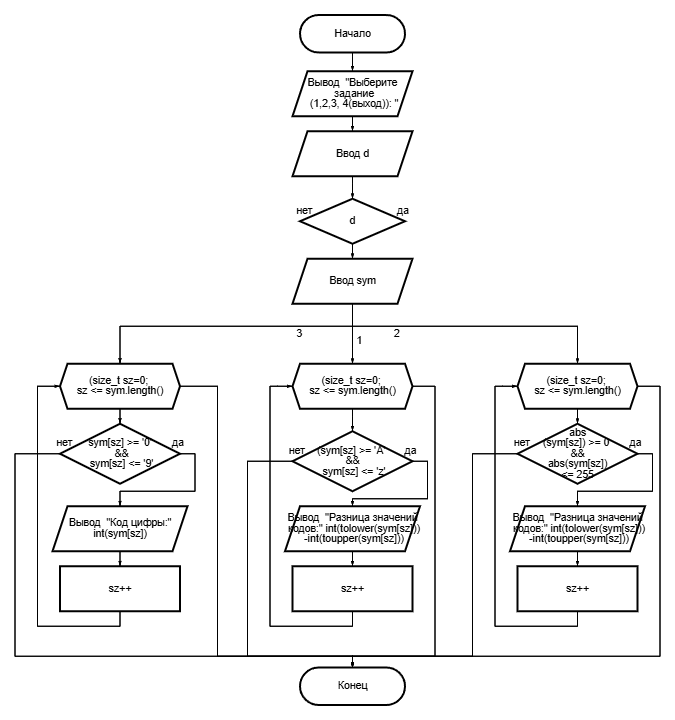 Начало
Вывод "Выберите
задание
(1,2,3, 4(выход)): "
Ввод d
нет
d
да
Ввод sym
3
1
2
(size_t sz=0;
sz <= sym.length()
(size_t sz=0;
sz <= sym.length()
(size_t sz=0;
sz <= sym.length()
нет
sym[sz] >= '0
&&
sym[sz] <= '9'
да
нет
(sym[sz] >= 'A'
&&
sym[sz] <= 'z'
да
нет
abs
(sym[sz]) >= 0
&&
abs(sym[sz])
<= 255
да
Вывод "Код цифры:"
int(sym[sz])
Вывод "Разница значений
кодов:" int(tolower(sym[sz]))
-int(toupper(sym[sz]))
Вывод "Разница значений
кодов:" int(tolower(sym[sz]))
-int(toupper(sym[sz]))
sz++
sz++
sz++
Конец